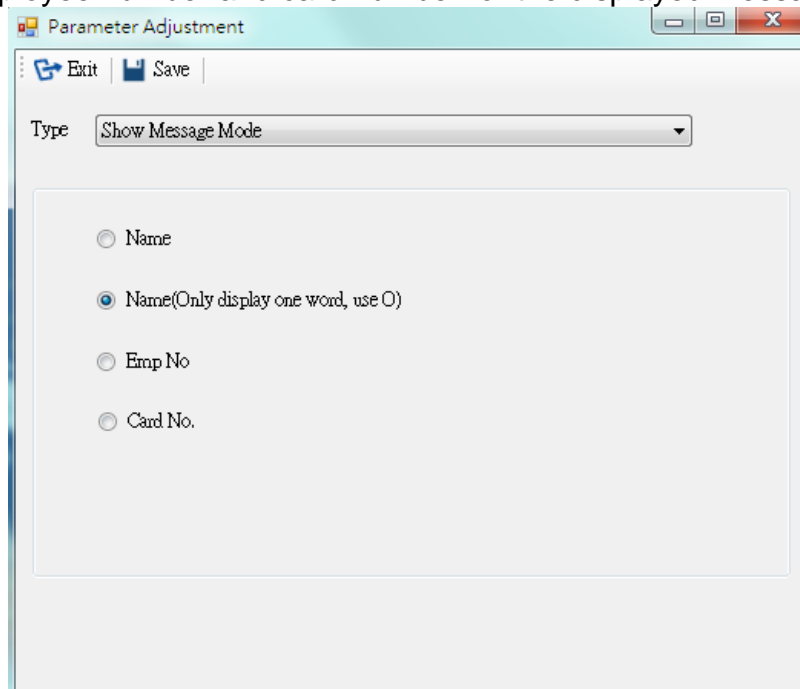 Parameter Adjustment
Exit Save
Type Show Message Mode
Name
Name(Only display one word, use O)
Emp No
Card No.